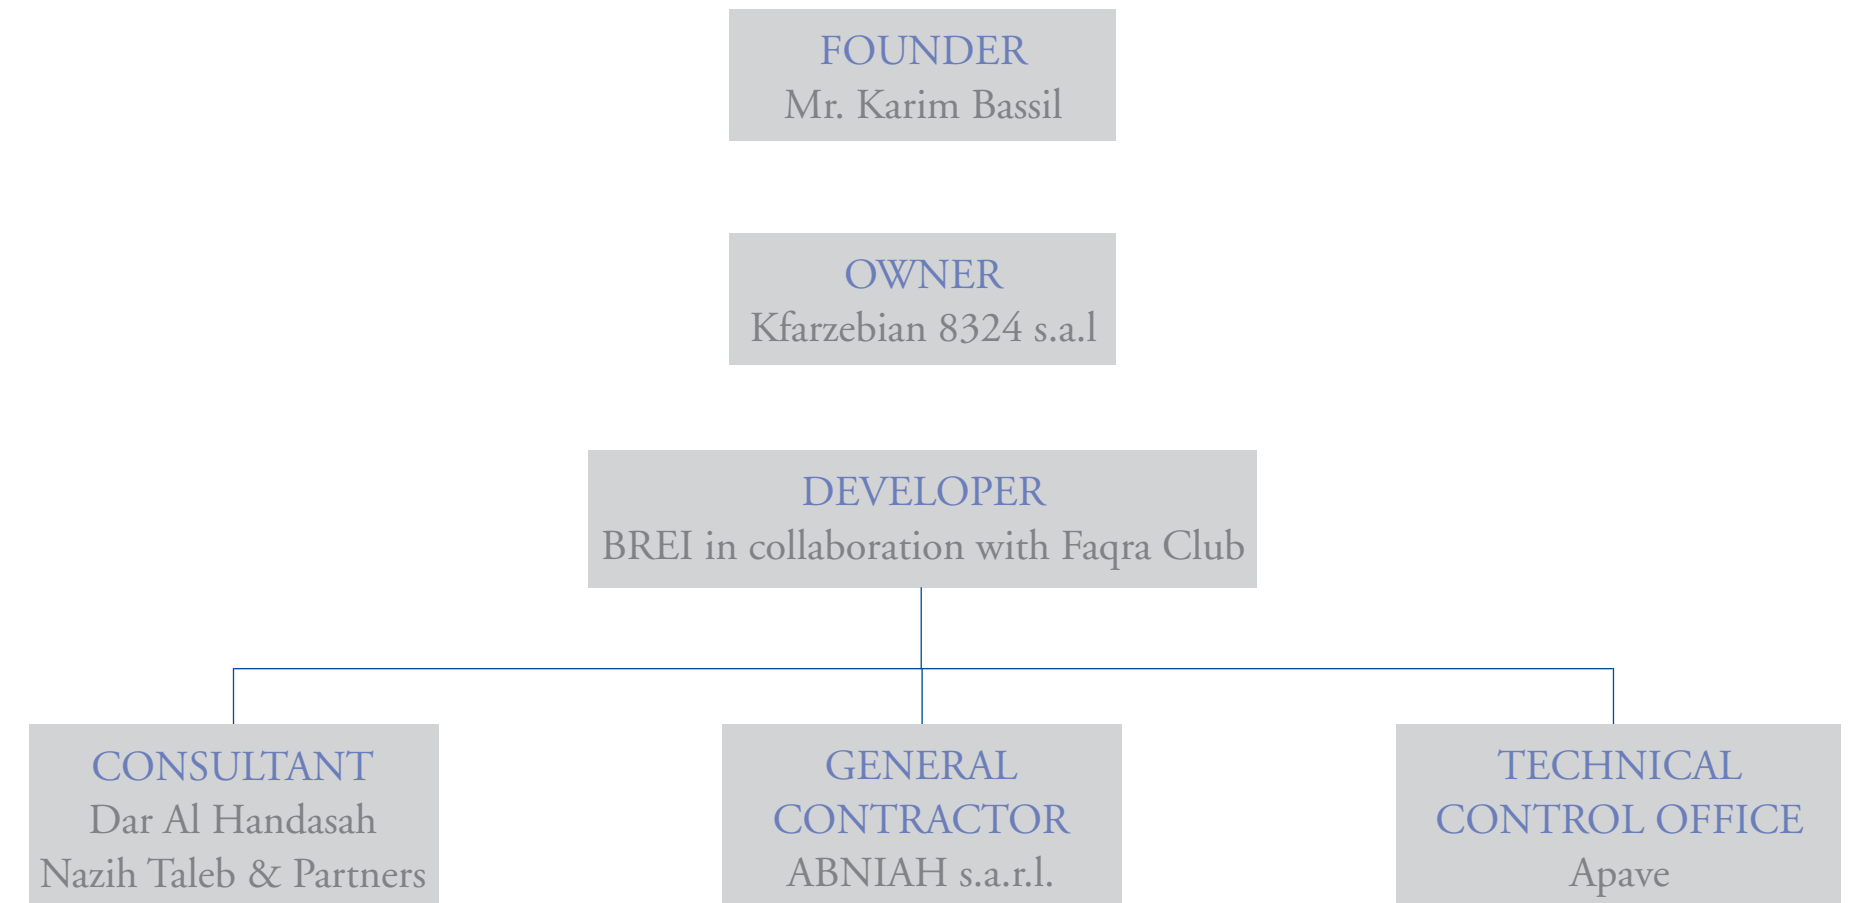 FOUNDER
Mr. Karim Bassil
OWNER
Kfarzebian 8324 s.a.l
DEVELOPER
BREI in collaboration with Faqra Club
CONSULTANT
Dar Al Handasah
Nazih Taleb & Partners
GENERAL
CONTRACTOR
ABNIAH s.a.r.l.
TECHNICAL
CONTROL OFFICE
Apave